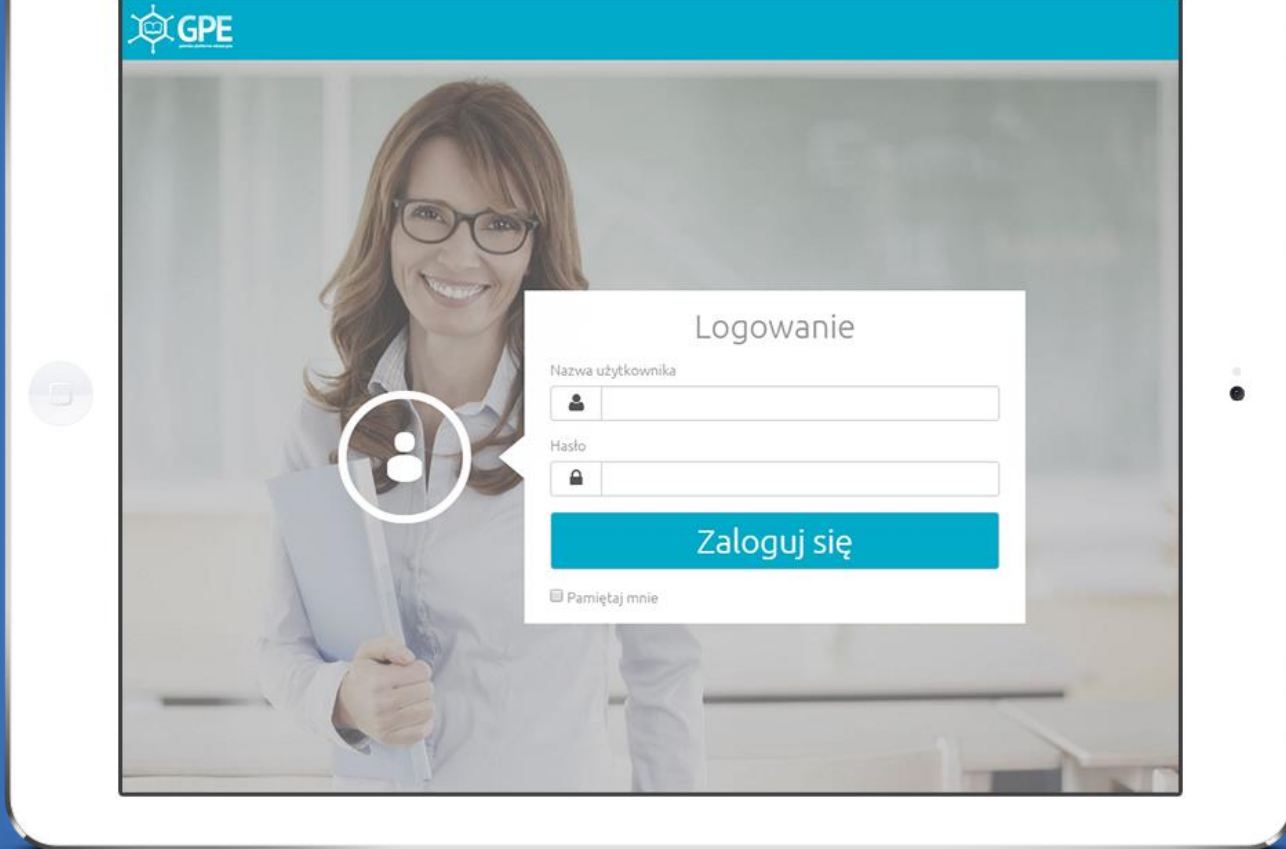 GPE
Logowanie
Nazwa użytkownika
Hasło
Zaloguj się
Pamiętaj mnie